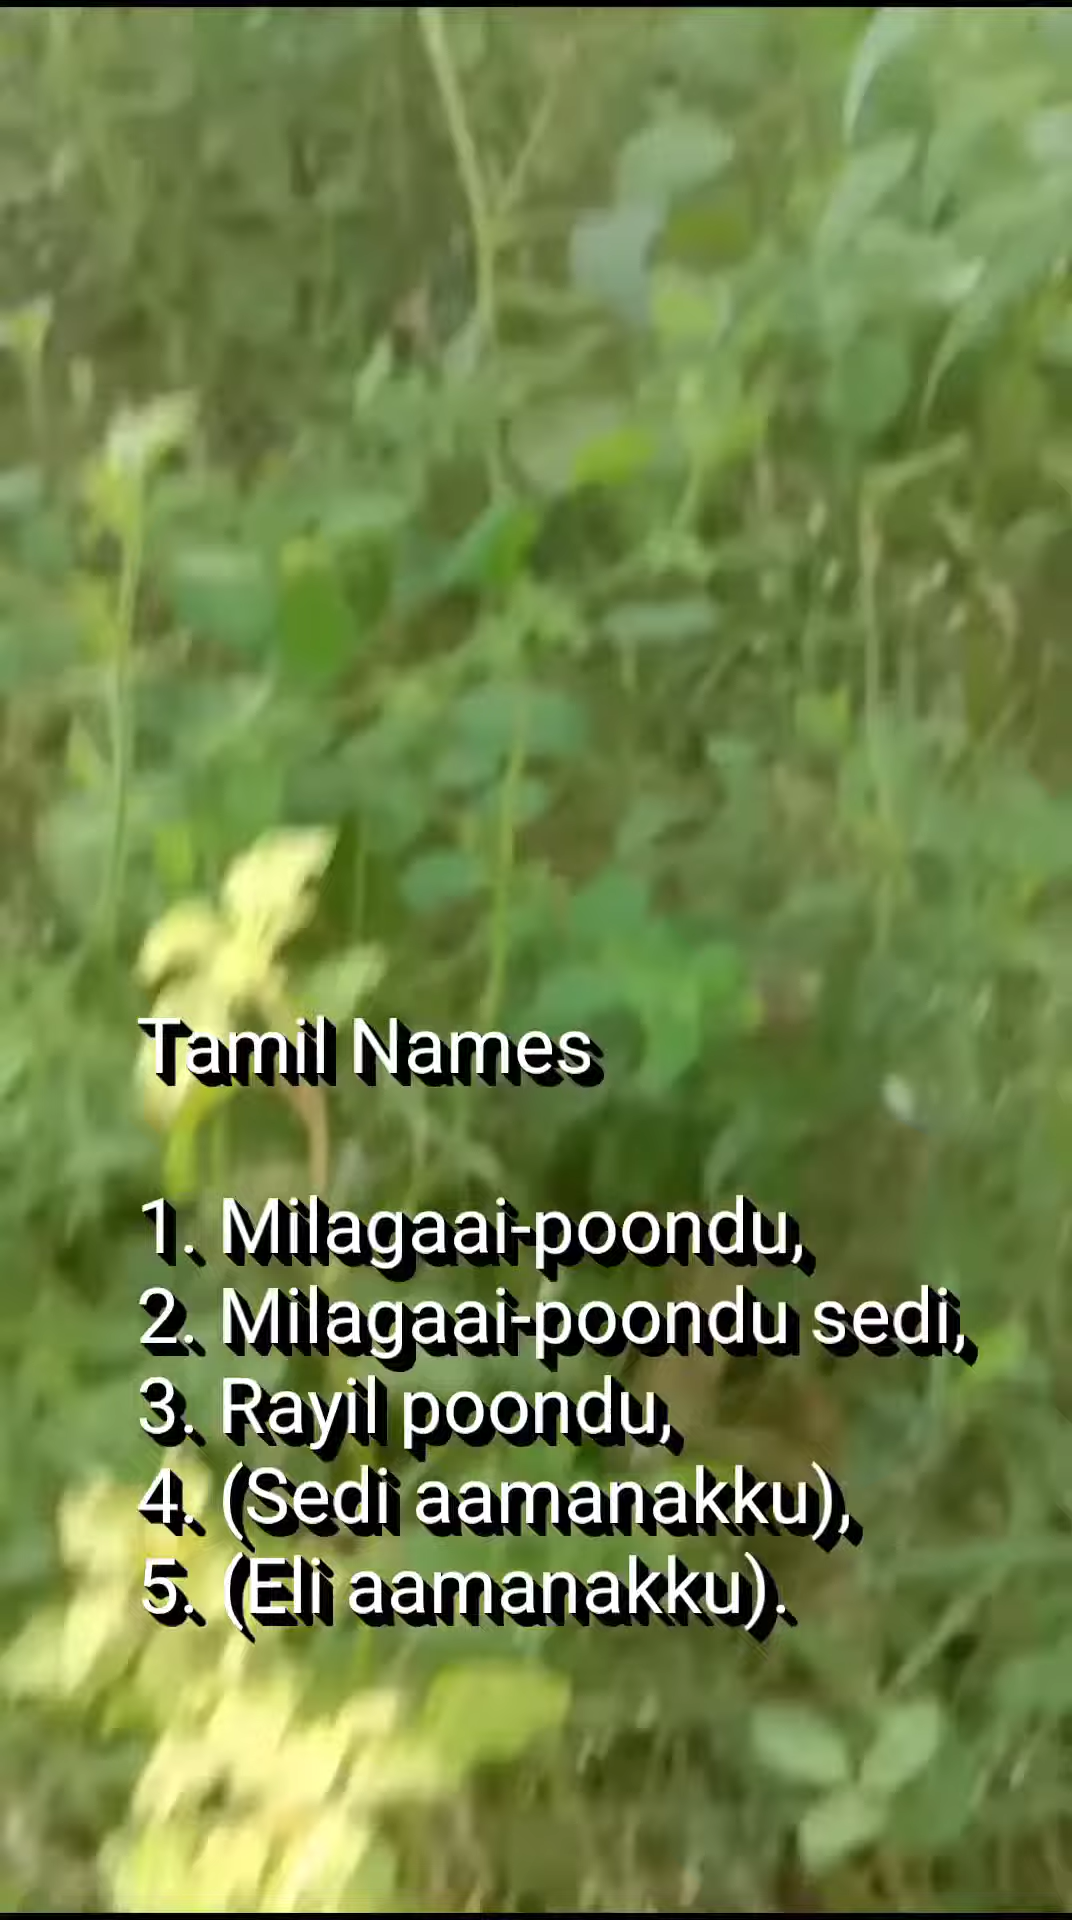 Tamil Names
1. Milagaai-poondu,
2. Milagaai-poondu sedi,
3. Rayil poondu,
4. (Sedi aamanakku),
5. (Eli aamanakku).